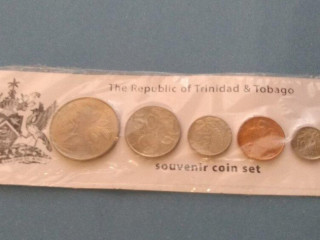 The Republic of Trinidad & Tobago
souvenir coin set